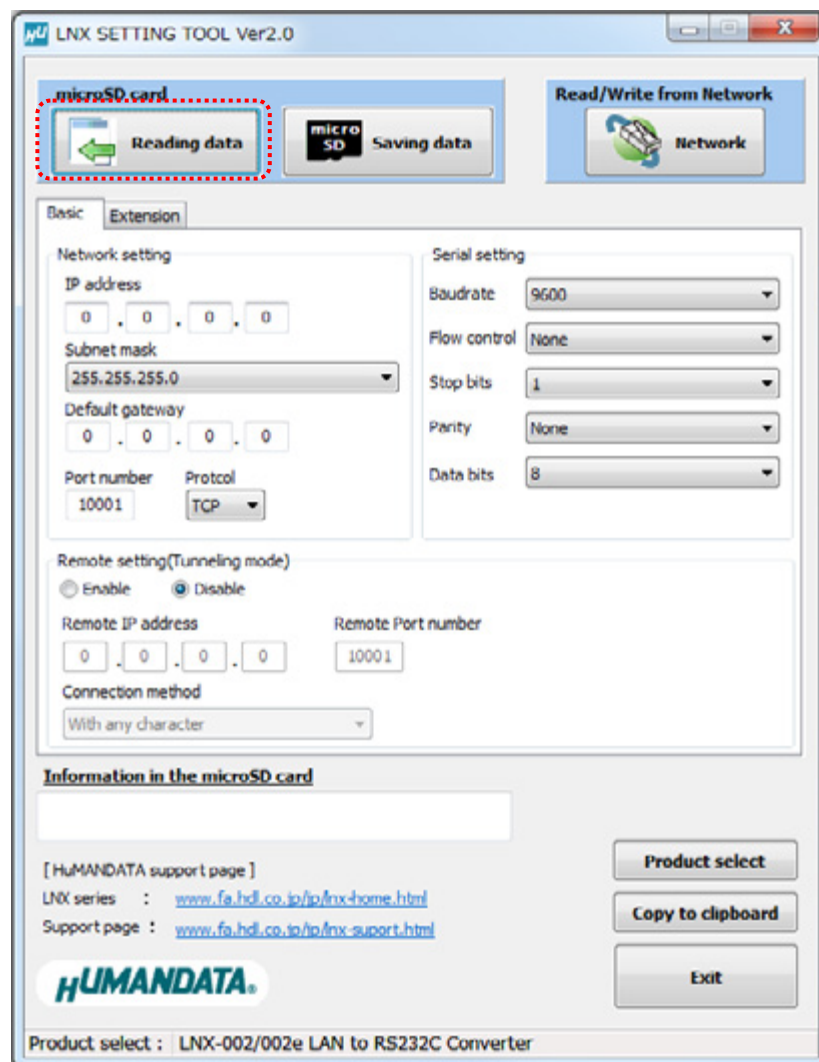 LNX SETTING TOOL Ver2.0
microSD card
Reading data
micro
SD
Saving data
Read/Write from Network
Network
Basic
Extension
Network setting
IP address
0 . 0 . 0 . 0
Subnet mask
255.255.255.0
Default gateway
0 . 0 . 0 . 0
Port number Protcol
10001 TCP
Serial setting
Baudrate 9600
Flow control None
Stop bits 1
Parity None
Data bits 8
Remote setting(Tunneling mode)
Enable Disable
Remote IP address Remote Port number
0 . 0 . 0 . 0 10001
Connection method
With any character
Information in the microSD card
[ HuMANDATA support page ]
LNX series : www.fa.hdl.co.jp/jp/lnx-home.html
Support page : www.fa.hdl.co.jp/jp/lnx-suport.html
HUMANDATA.
Product select
Copy to clipboard
Exit
Product select : LNX-002/002e LAN to RS232C Converter